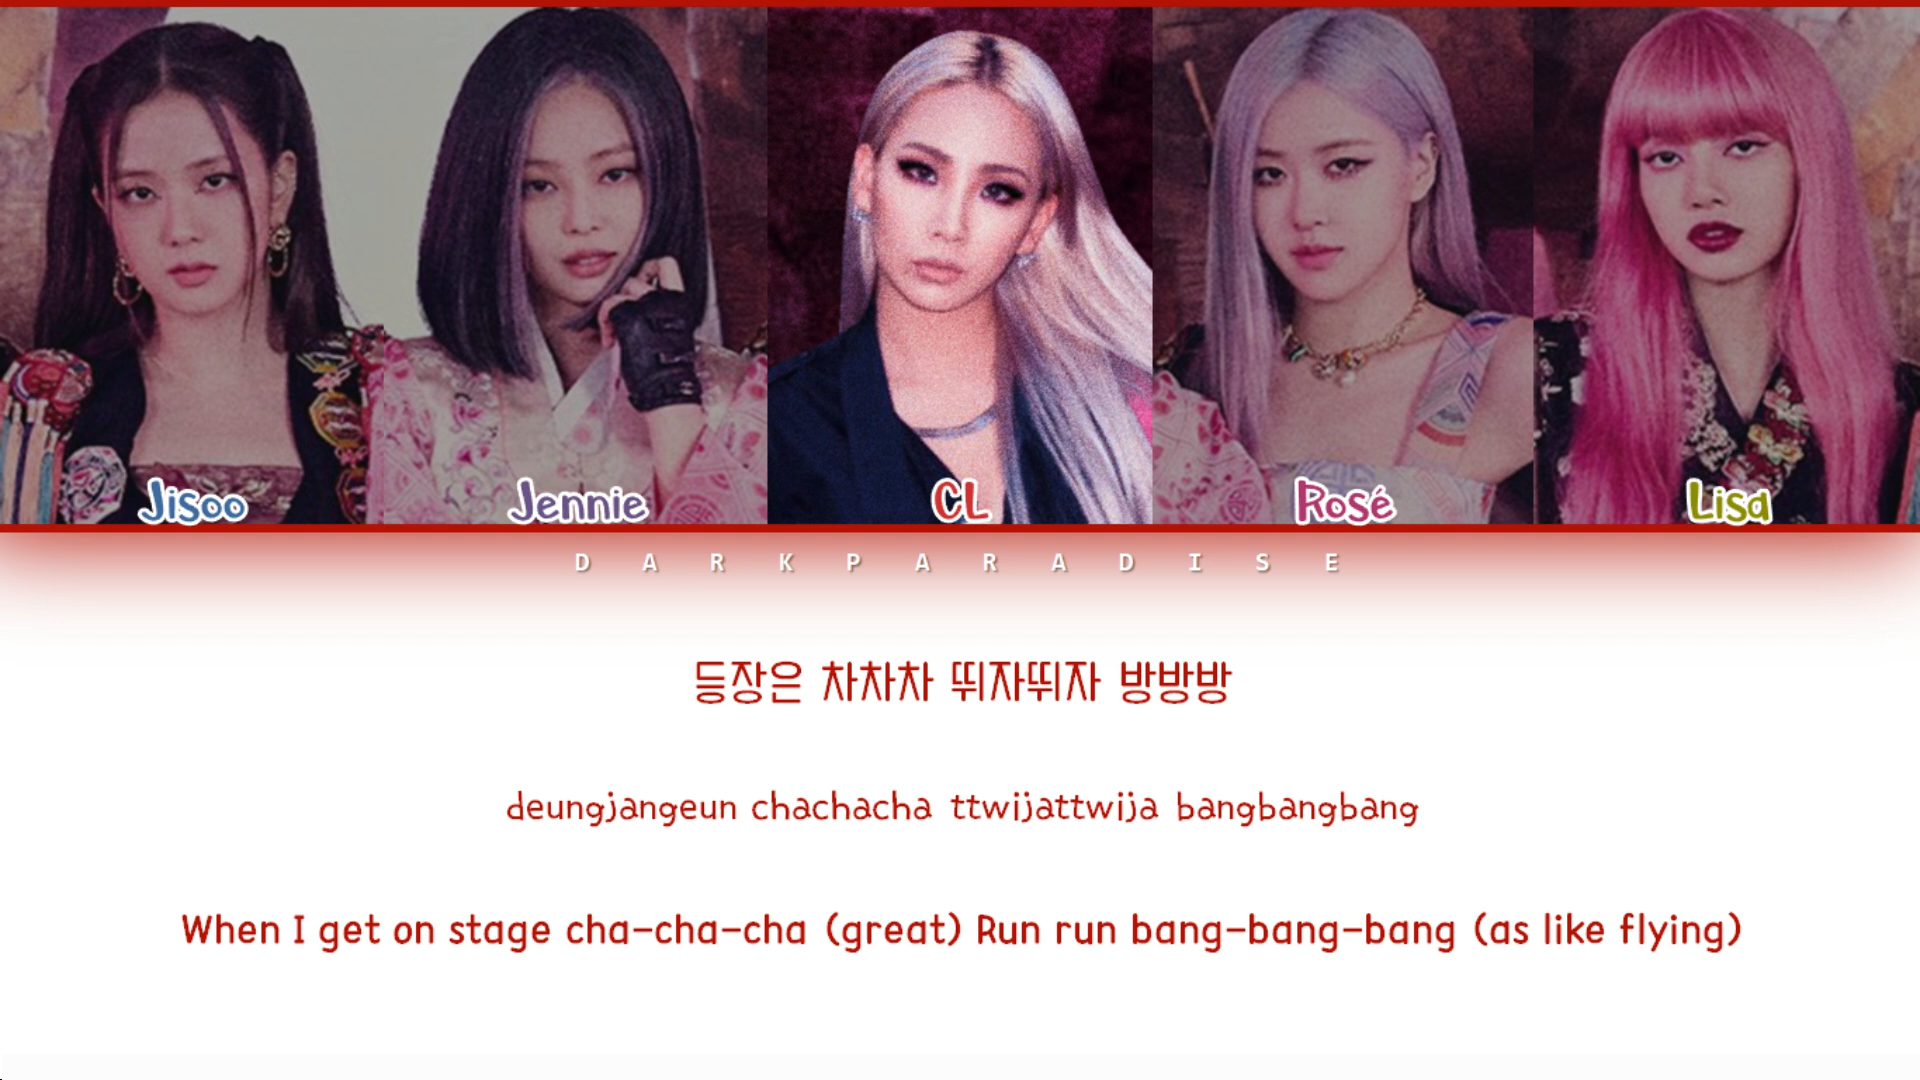 Jisoo Jennie CL Rosé Lisa
D A R K P A R A D I S E
등장은 차차차 뛰자뛰자 방방방
deungjangeun chachacha ttwijattwija bangbangbang
When I get on stage cha-cha-cha (great) Run run bang-bang-bang (as like flying)